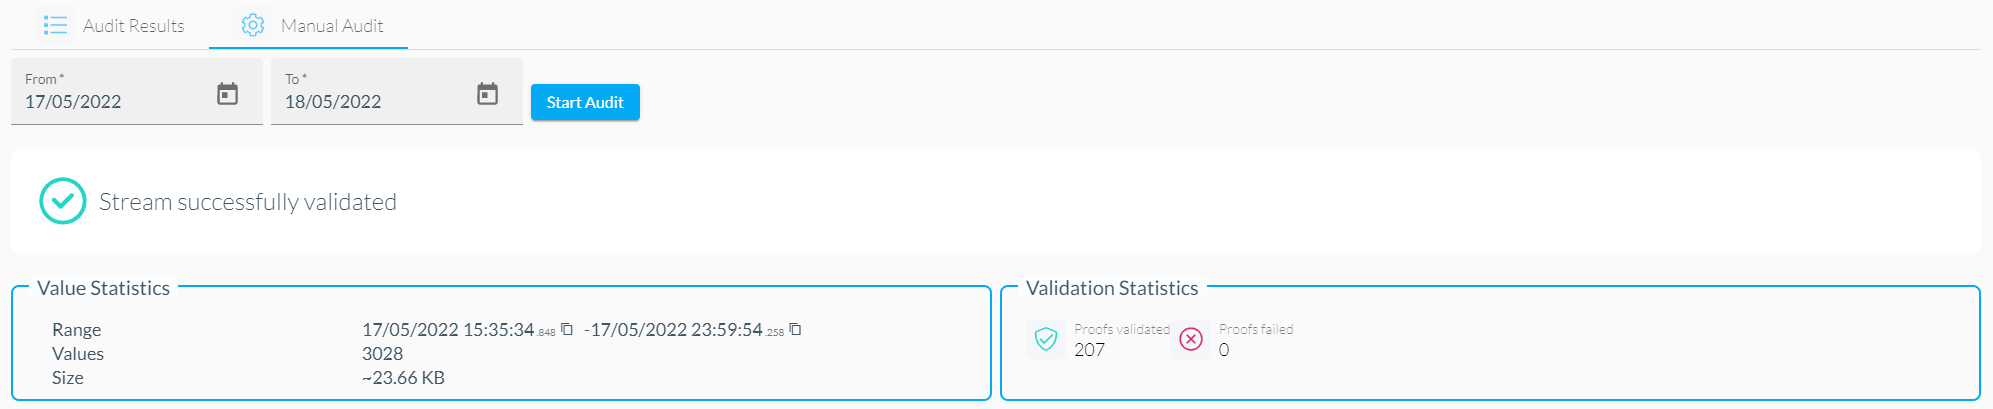 Audit Results Manual Audit
From * To *
17/05/2022 18/05/2022 Start Audit
Stream successfully validated
Value Statistics Validation Statistics
Range 17/05/2022 15:35:34.848 -17/05/2022 23:59:54.258
Values 3028
Size ~23.66 KB
Proofs validated Proofs failed
207 0